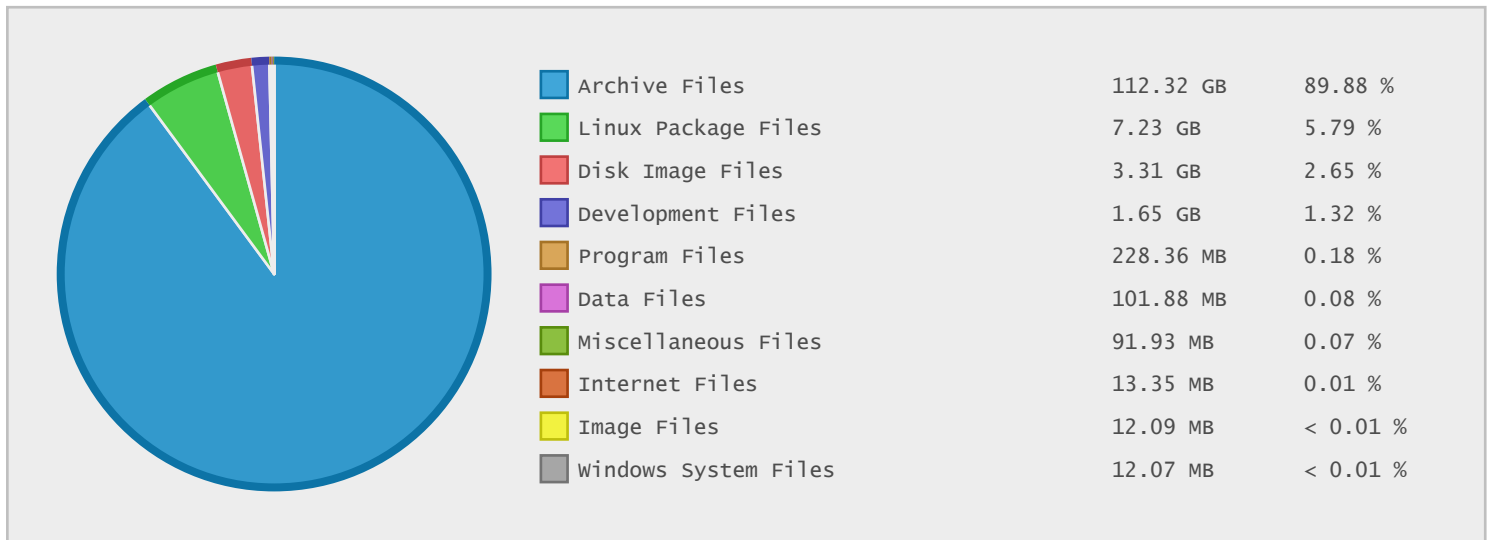 Archive Files 112.32 GB 89.88 %
Linux Package Files 7.23 GB 5.79 %
Disk Image Files 3.31 GB 2.65 %
Development Files 1.65 GB 1.32 %
Program Files 228.36 MB 0.18 %
Data Files 101.88 MB 0.08 %
Miscellaneous Files 91.93 MB 0.07 %
Internet Files 13.35 MB 0.01 %
Image Files 12.09 MB < 0.01 %
Windows System Files 12.07 MB < 0.01 %